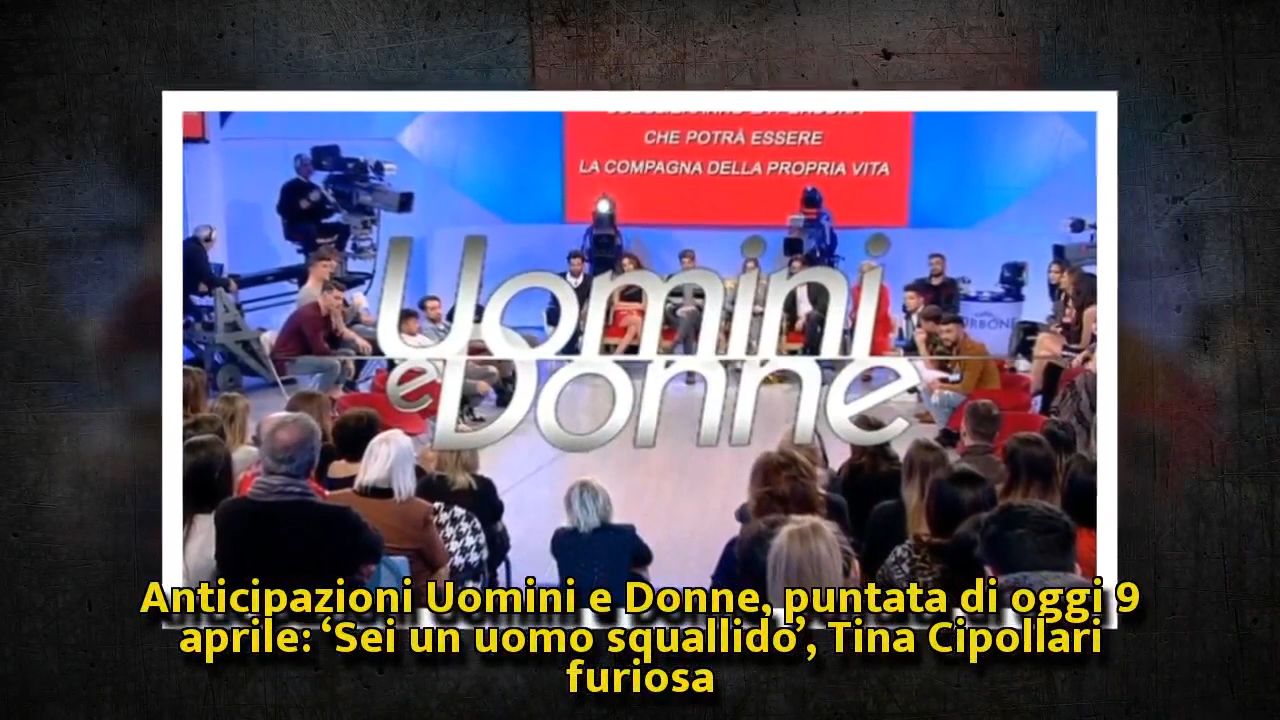 CHE POTRÀ ESSERE
LA COMPAGNA DELLA PROPRIA VITA
Uomini
e Donne
Anticipazioni Uomini e Donne, puntata di oggi 9
aprile: ‘Sei un uomo squallido’, Tina Cipollari
furiosa